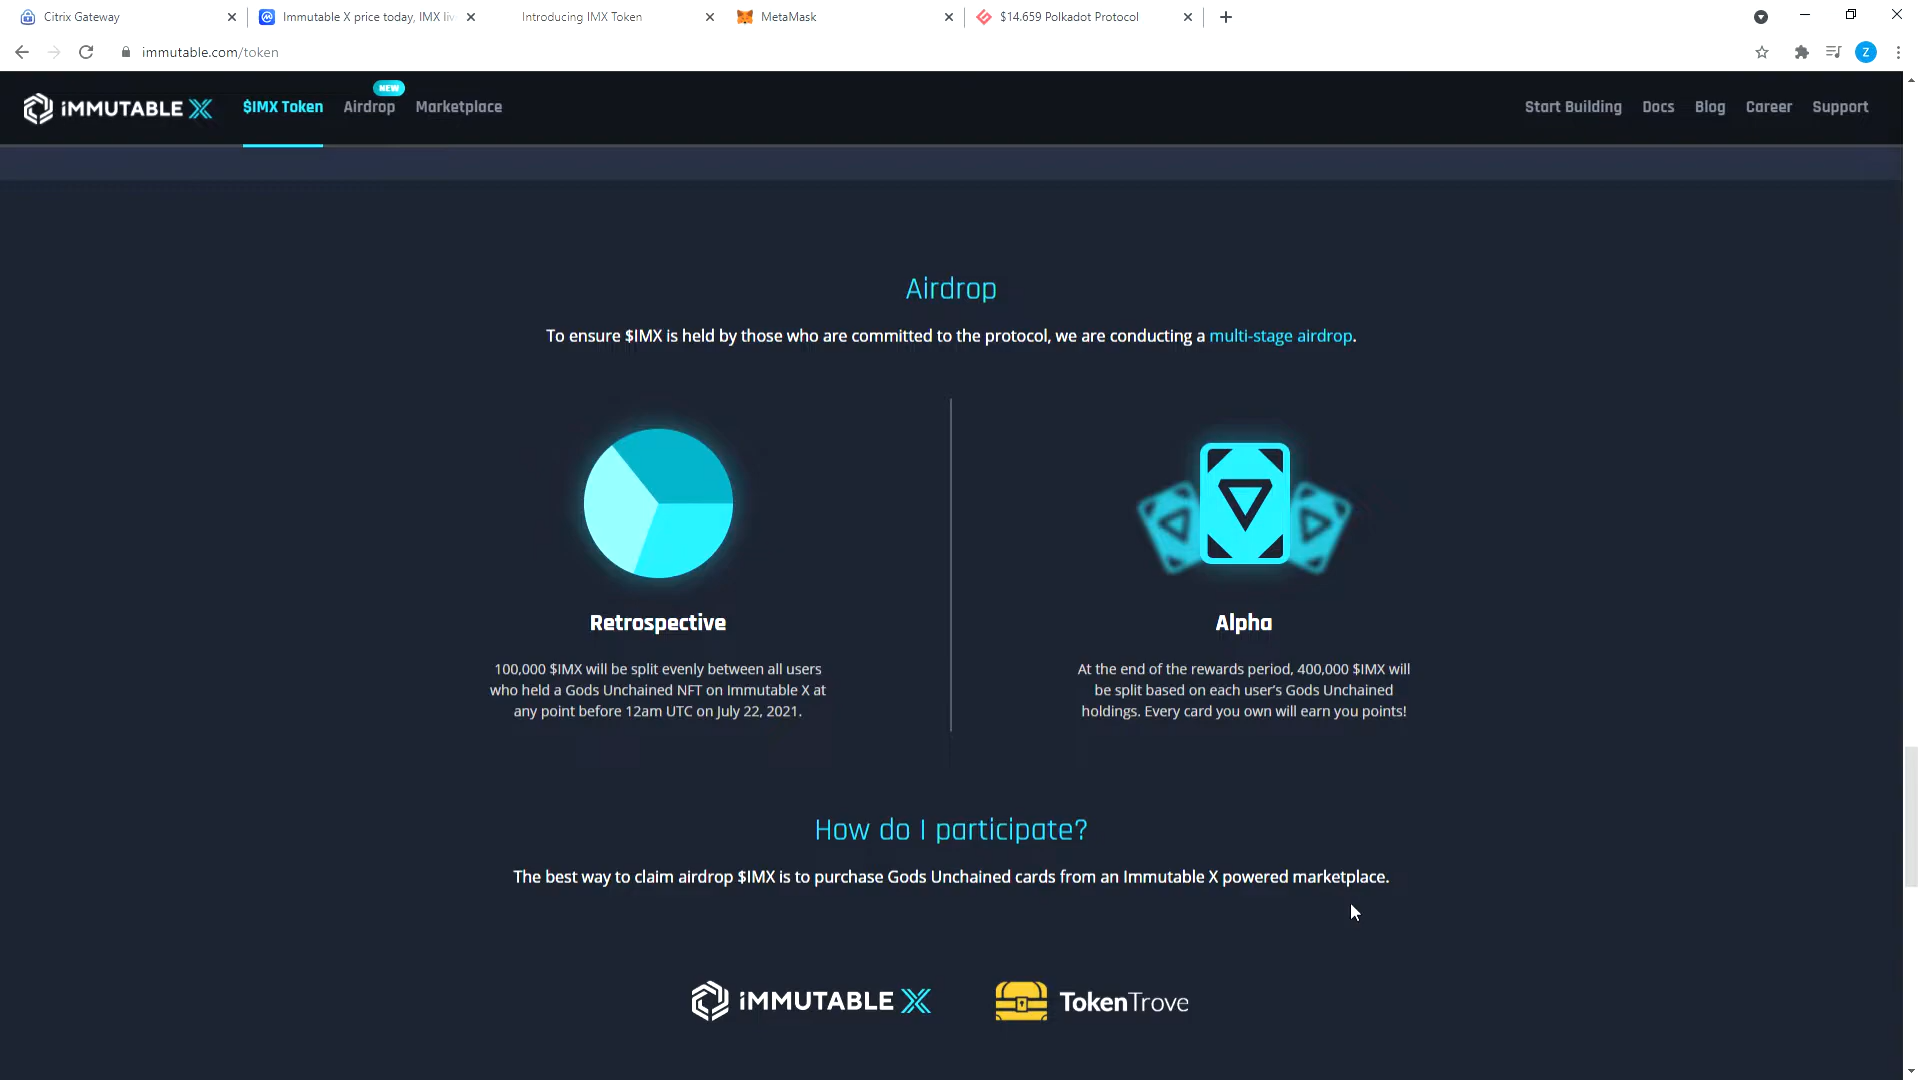 Citrix Gateway
Immutable X price today, IMX liv
Introducing IMX Token
MetaMask
$14.659 Polkadot Protocol
immutable.com/token
Z
IMMUTABLE X
$IMX Token
Airdrop
NEW
Marketplace
Start Building
Docs
Blog
Career
Support
Airdrop
To ensure $IMX is held by those who are committed to the protocol, we are conducting a multi-stage airdrop.
Retrospective
100,000 $IMX will be split evenly between all users
who held a Gods Unchained NFT on Immutable X at
any point before 12am UTC on July 22, 2021.
Alpha
At the end of the rewards period, 400,000 $IMX will
be split based on each user's Gods Unchained
holdings. Every card you own will earn you points!
How do I participate?
The best way to claim airdrop $IMX is to purchase Gods Unchained cards from an Immutable X powered marketplace.
IMMUTABLE X
TokenTrove